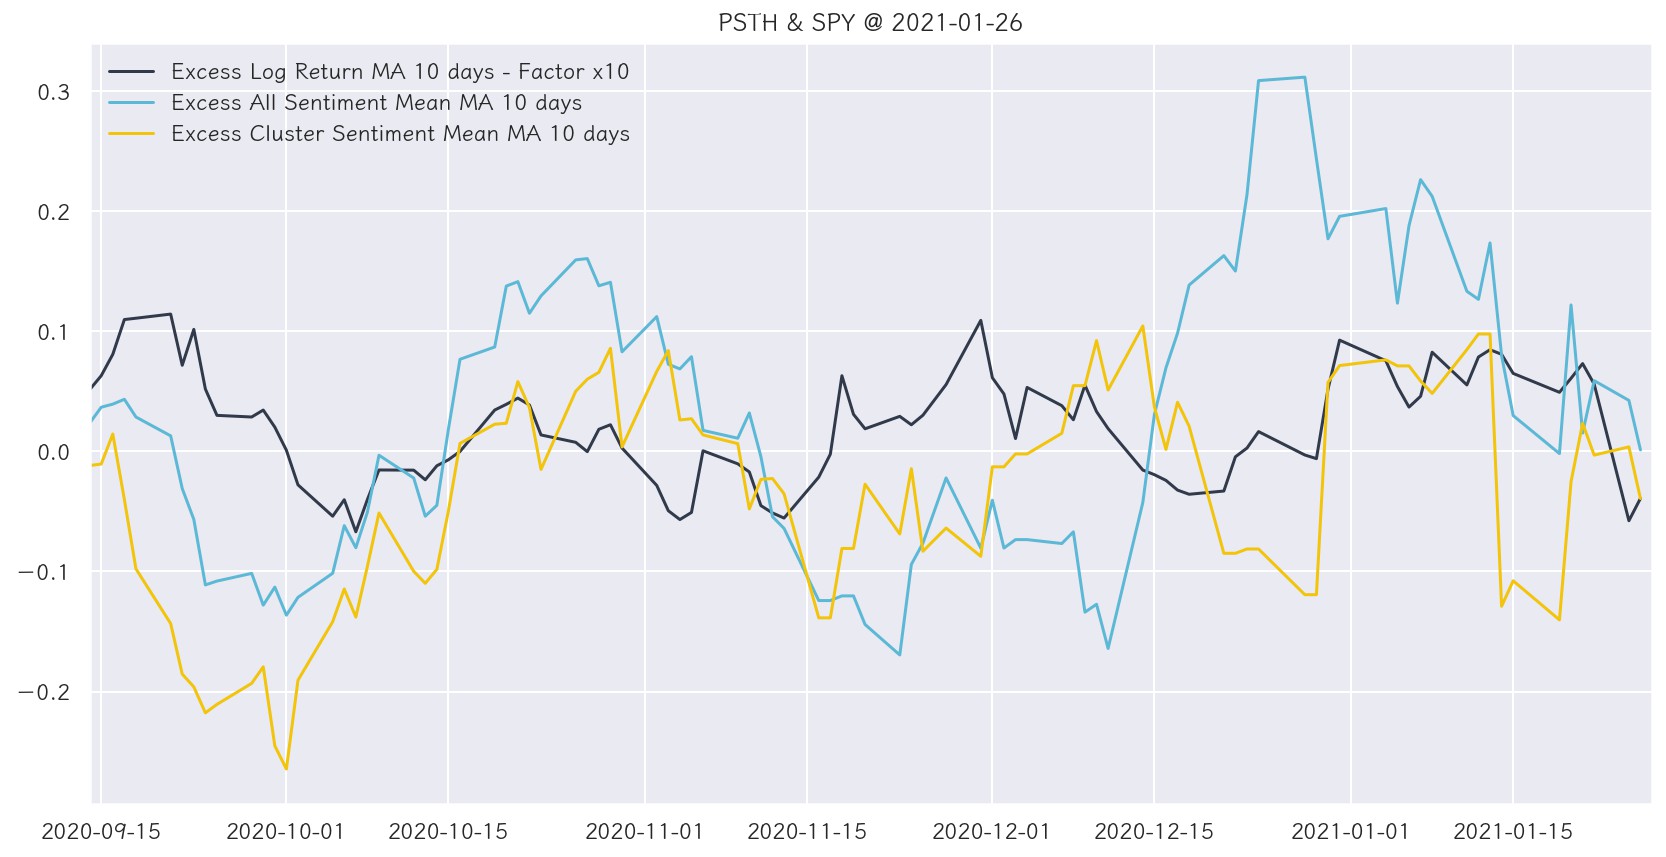 PSTH & SPY @ 2021-01-26
Excess Log Return MA 10 days - Factor x10
Excess All Sentiment Mean MA 10 days
Excess Cluster Sentiment Mean MA 10 days
0.3
0.2
0.1
0.0
−0.1
−0.2
2020-09-15 2020-10-01 2020-10-15 2020-11-01 2020-11-15 2020-12-01 2020-12-15 2021-01-01 2021-01-15